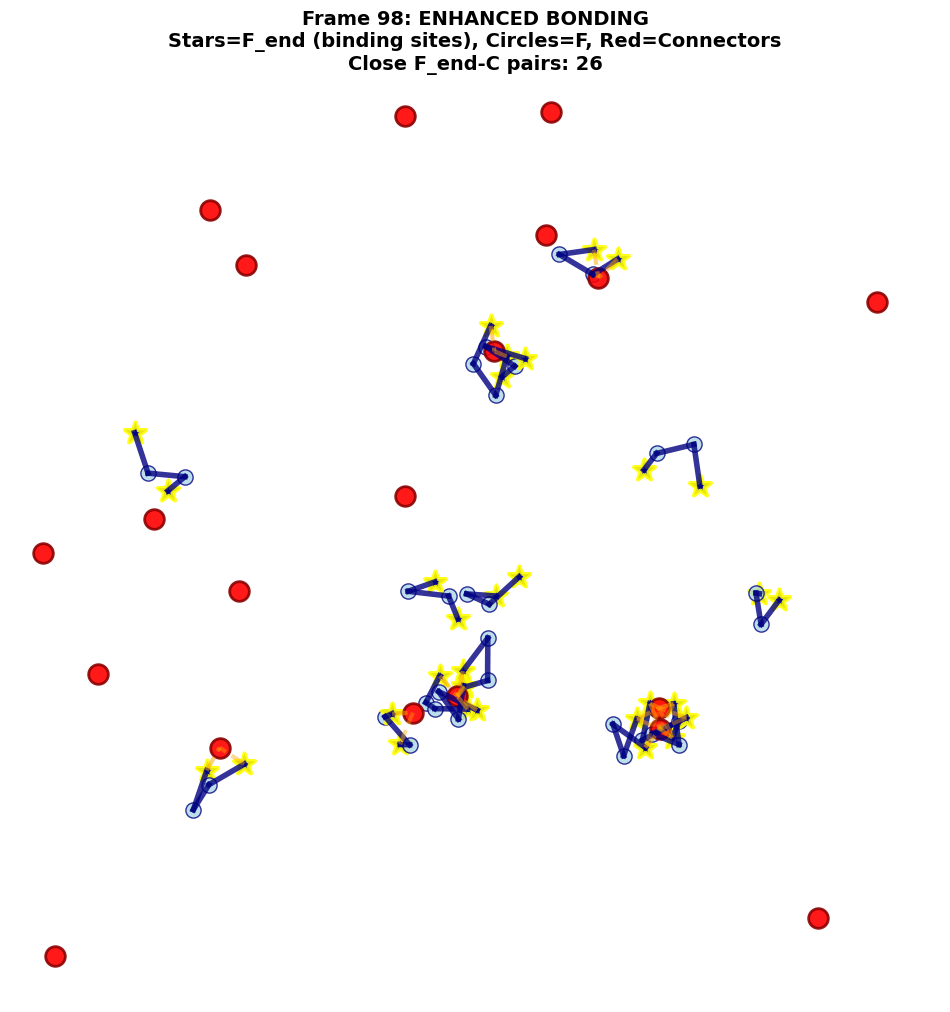 Frame 98: ENHANCED BONDING
Stars=F_end (binding sites), Circles=F, Red=Connectors
Close F_end-C pairs: 26